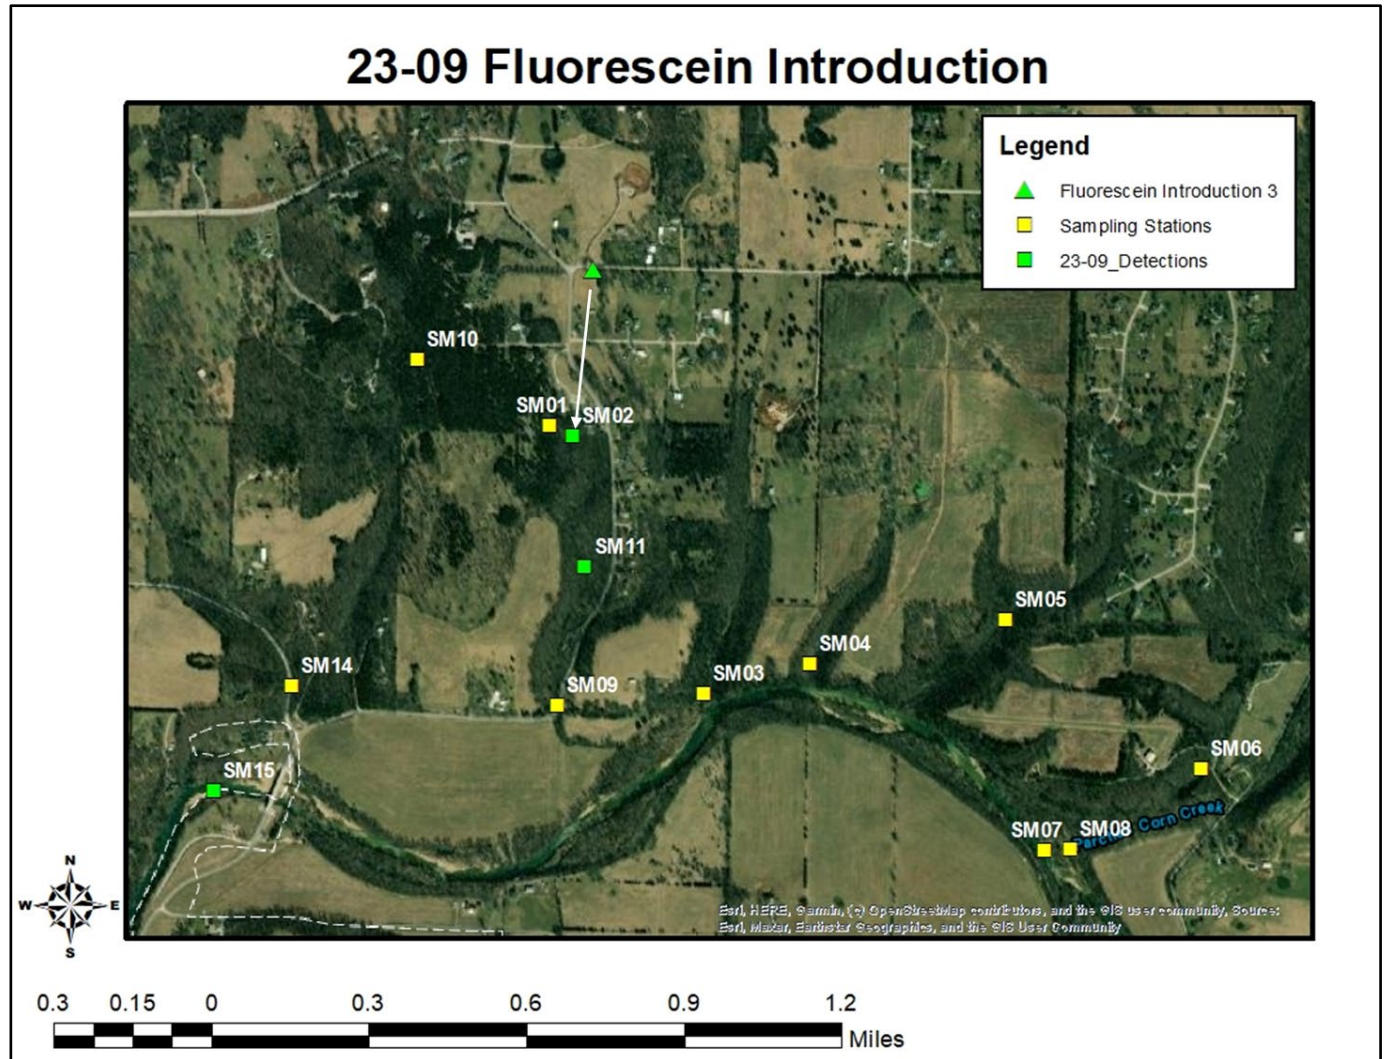 23-09 Fluorescein Introduction
Legend
Fluorescein Introduction 3
Sampling Stations
23-09_Detections
SM10
SM01
SM02
SM11
SM05
SM04
SM14
SM03
SM09
SM06
SM15
SM07
SM08
Corn Creek
N
W E
S
Esri, HERE, Garmin, (c) OpenStreetMap contributors, and the GIS user community, Source:
Esri, Maxar, Earthstar Geographics, and the GIS User Community
0.3 0.15 0 0.3 0.6 0.9 1.2
Miles